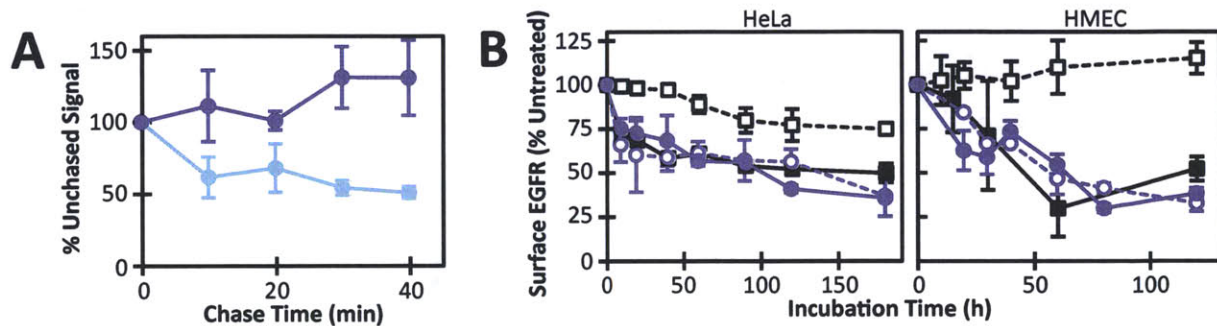 A
% Unchased Signal
150
100
50
0
0
20
40
Chase Time (min)
B
Surface EGFR (% Untreated)
HeLa
HMEC
125
100
75
50
25
0
0
50
100
150
0
50
100
Incubation Time (h)